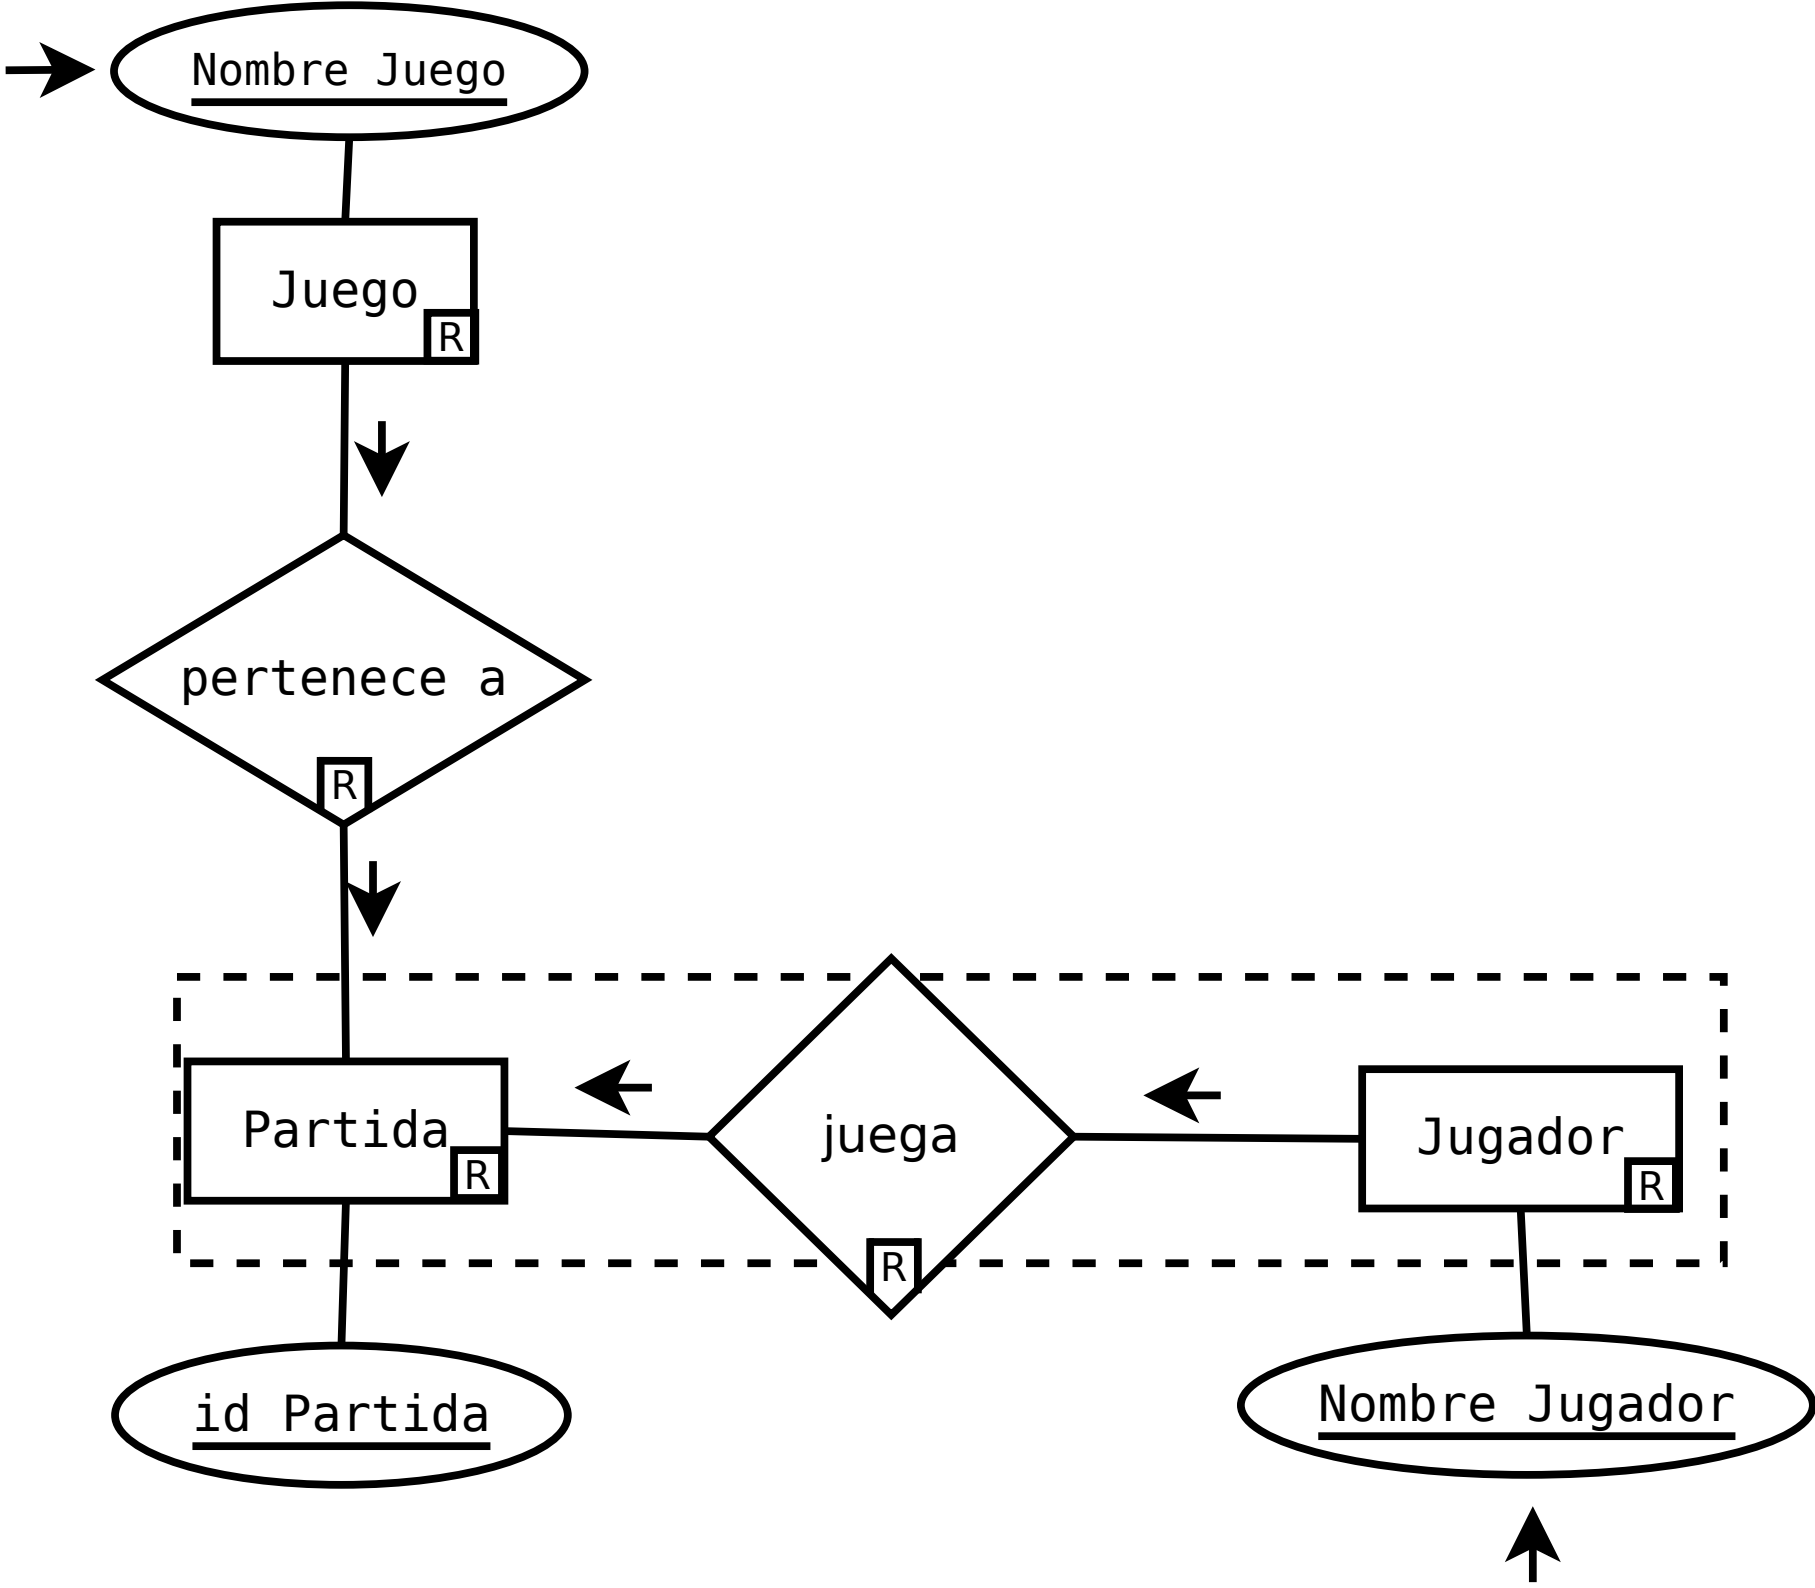 Nombre Juego
Juego
R
pertenece a
R
Partida
R
juega
R
Jugador
R
id Partida
Nombre Jugador